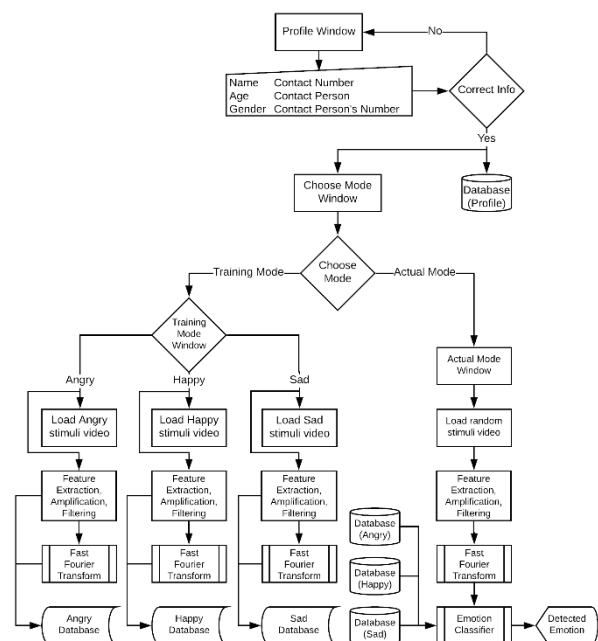 Profile Window
No
Name Contact Number
Age Contact Person
Gender Contact Person's Number
Correct Info
Yes
Choose Mode
Window
Database
(Profile)
Training Mode
Choose
Mode
Actual Mode
Training
Mode
Window
Actual Mode
Window
Angry
Happy
Sad
Load Angry
stimuli video
Load Happy
stimuli video
Load Sad
stimuli video
Load random
stimuli video
Feature
Extraction,
Amplification,
Filtering
Feature
Extraction,
Amplification,
Filtering
Feature
Extraction,
Amplification,
Filtering
Feature
Extraction,
Amplification,
Filtering
Database
(Angry)
Fast
Fourier
Transform
Fast
Fourier
Transform
Fast
Fourier
Transform
Database
(Happy)
Fast
Fourier
Transform
Angry
Database
Happy
Database
Sad
Database
Database
(Sad)
Emotion
Classifier
Detected
Emotion